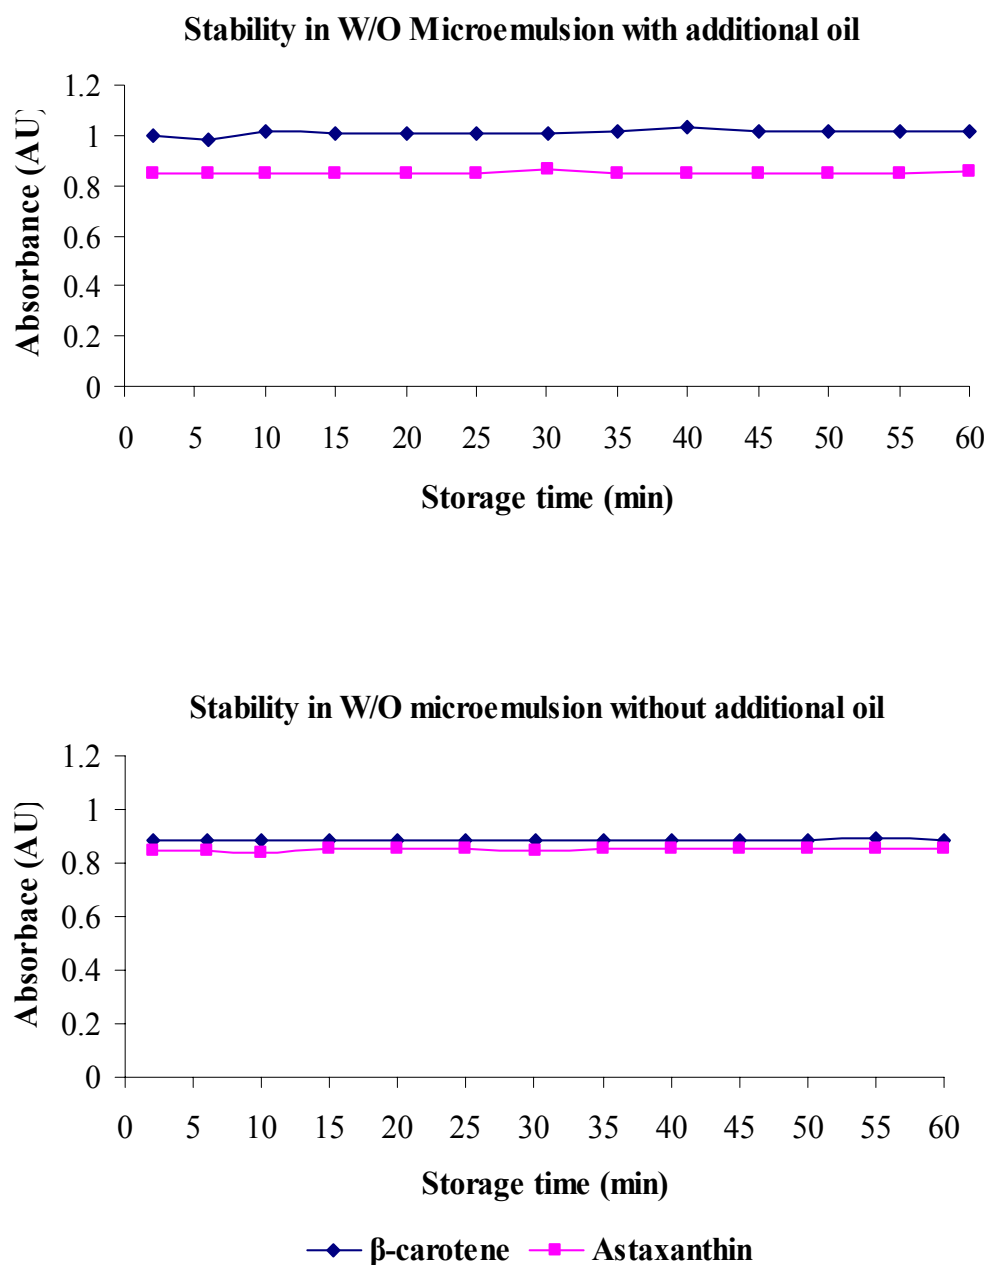 Stability in W/O Microemulsion with additional oil
1.2
1
0.8
0.6
0.4
0.2
0
Absorbance (AU)
0 5 10 15 20 25 30 35 40 45 50 55 60
Storage time (min)
Stability in W/O microemulsion without additional oil
1.2
1
0.8
0.6
0.4
0.2
0
Absorbace (AU)
0 5 10 15 20 25 30 35 40 45 50 55 60
Storage time (min)
β-carotene Astaxanthin